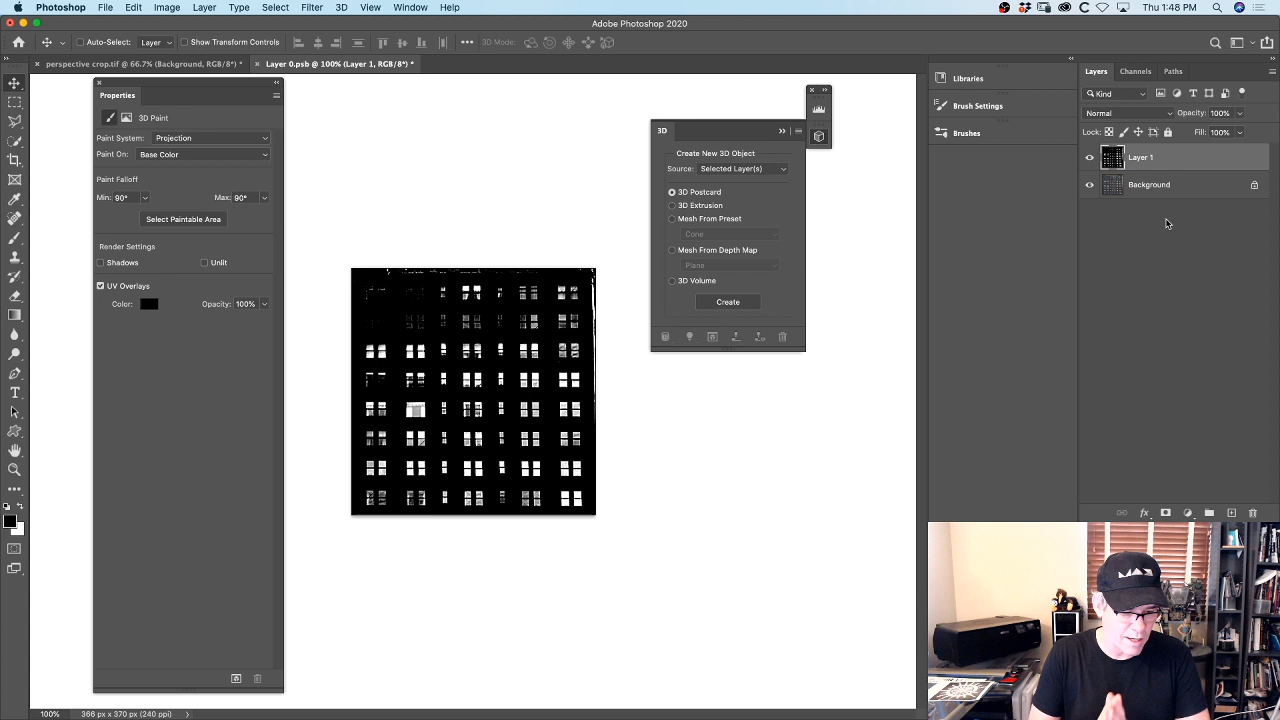 Photoshop File Edit Image Layer Type Select Filter 3D View Window Help Thu 1:48 PM
Adobe Photoshop 2020
Auto-Select: Layer Show Transform Controls 3D Mode:
perspective crop.tif @ 66.7% (Background, RGB/8*) * Layer 0.psb @ 100% (Layer 1, RGB/8*) *
Properties
3D Paint
Paint System: Projection
Paint On: Base Color
Paint Falloff
Min: 90° Max: 90°
Select Paintable Area
Render Settings
Shadows Unlit
UV Overlays
Color: Opacity: 100%
3D
Create New 3D Object
Source: Selected Layer(s)
3D Postcard
3D Extrusion
Mesh From Preset
Cone
Mesh From Depth Map
Plane
3D Volume
Create
Libraries
Brush Settings
Brushes
Layers Channels Paths
Kind
Normal Opacity: 100%
Lock: Fill: 100%
Layer 1
Background
100% 366 px x 370 px (240 ppi)